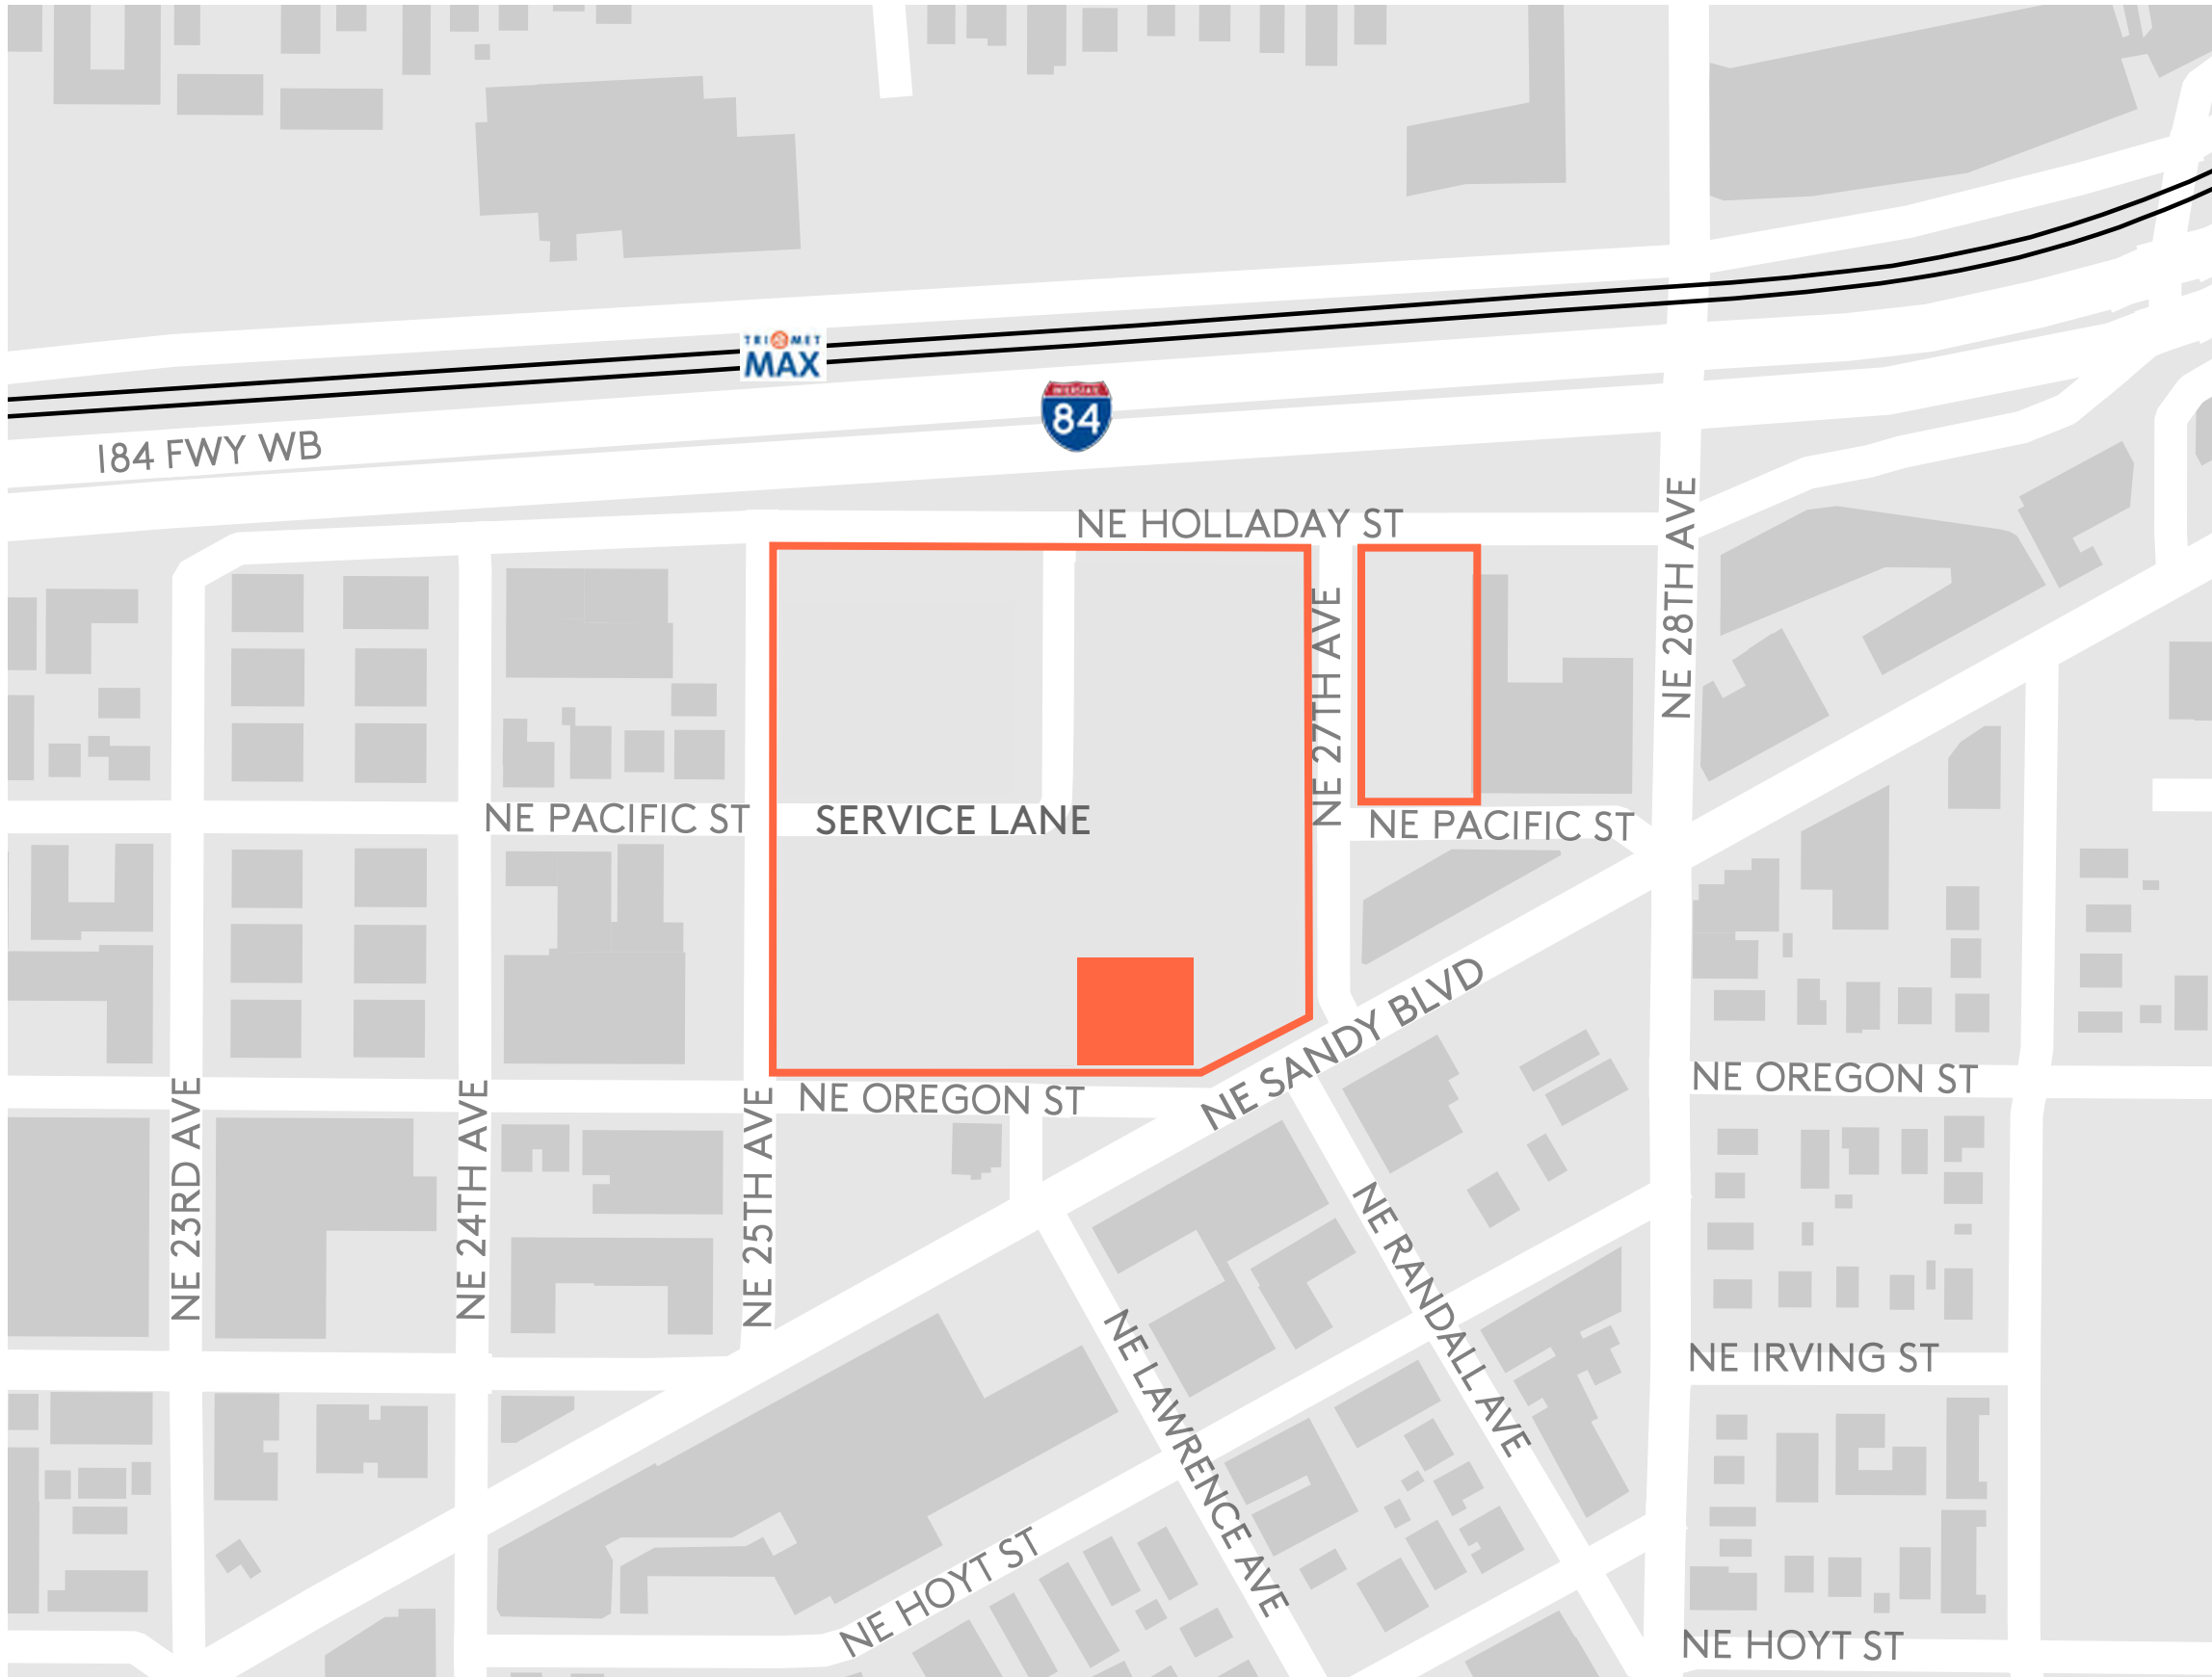 TRI MET
MAX
INTERSTATE
84
I84 FWY WB
NE HOLLADAY ST
NE 28TH AVE
NE 27TH AVE
NE PACIFIC ST
SERVICE LANE
NE PACIFIC ST
NE SANDY BLVD
NE OREGON ST
NE OREGON ST
NE 23RD AVE
NE 24TH AVE
NE 25TH AVE
NE RANDALL AVE
NE LAWRENCE AVE
NE IRVING ST
NE HOYT ST
NE HOYT ST